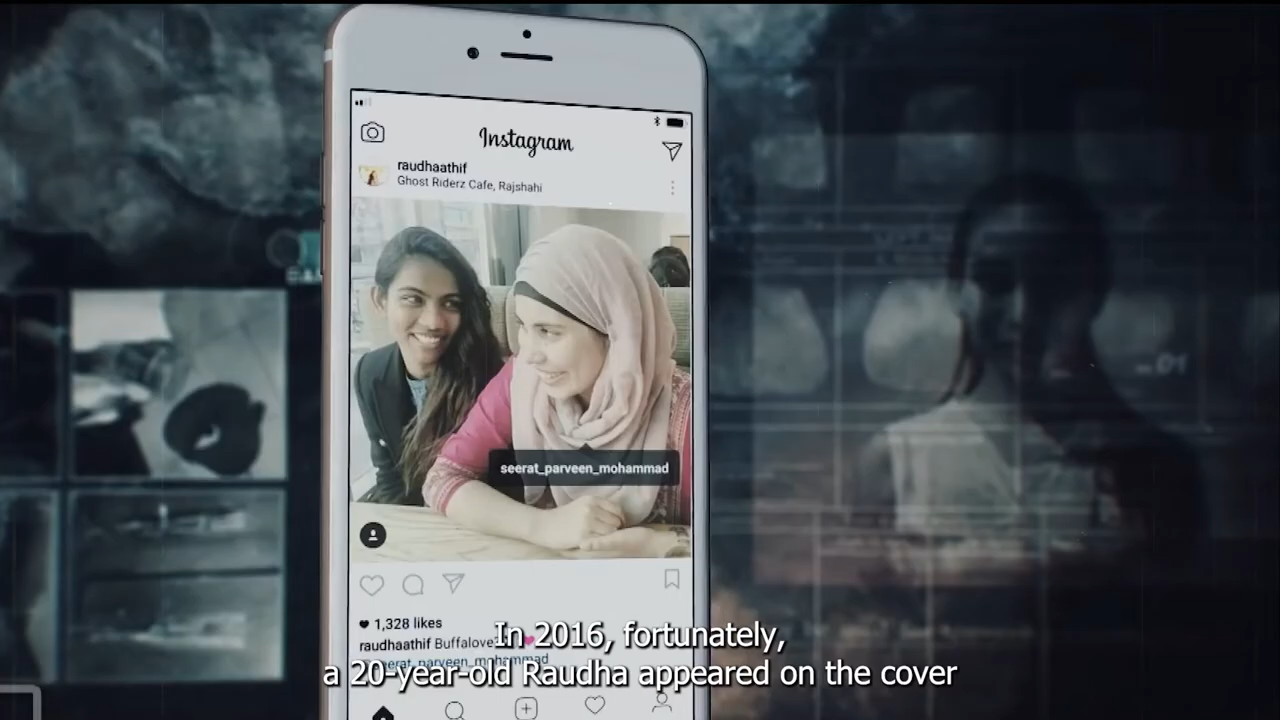 Instagram
raudhaathif
Ghost Riderz Cafe, Rajshahi
seerat_parveen_mohammad
1,328 likes
raudhaathif
seerat_parveen_mohammad
In 2016, fortunately,
a 20-year-old Raudha appeared on the cover